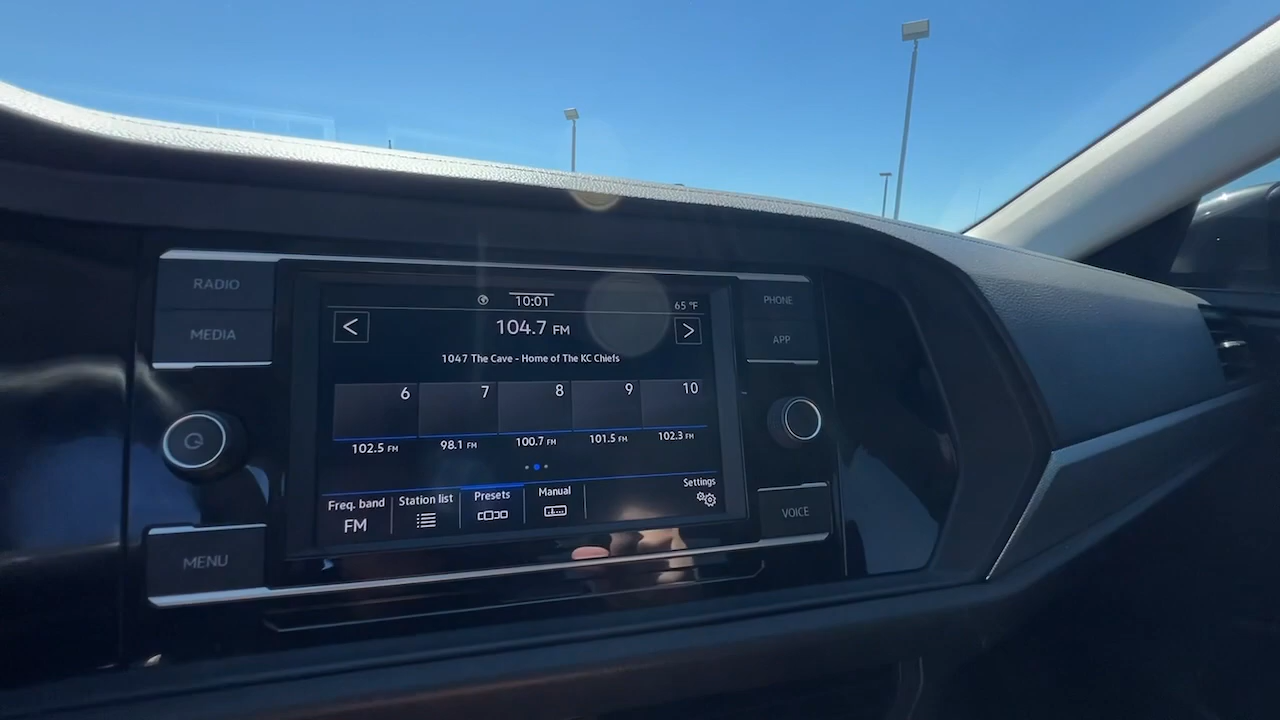 RADIO
MEDIA
MENU
10:01
65 °F
<
104.7 FM
>
1047 The Cave - Home of The KC Chiefs
6 7 8 9 10
102.5 FM 98.1 FM 100.7 FM 101.5 FM 102.3 FM
Freq. band Station list Presets Manual Settings
FM
PHONE
APP
VOICE